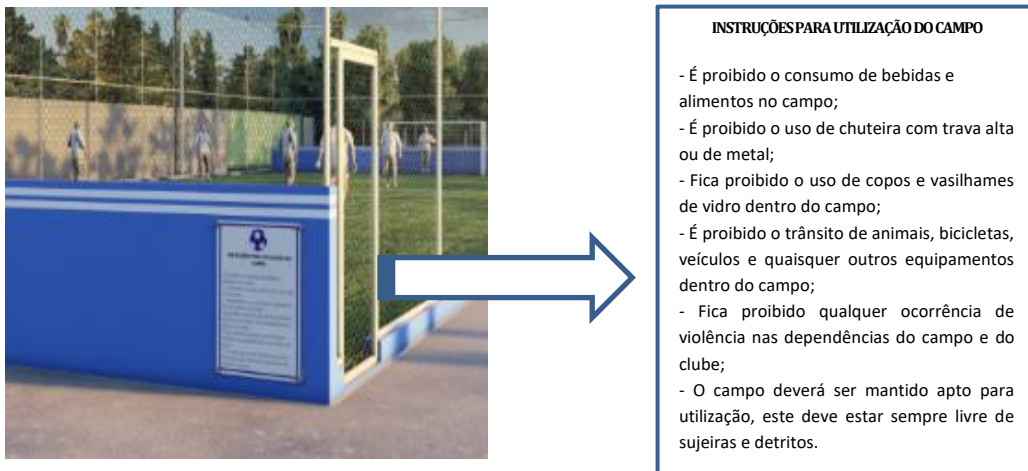 INSTRUÇÕES PARA UTILIZAÇÃO DO CAMPO
- É proibido o consumo de bebidas e
alimentos no campo;
- É proibido o uso de chuteira com trava alta
ou de metal;
- Fica proibido o uso de copos e vasilhames
de vidro dentro do campo;
- É proibido o trânsito de animais, bicicletas,
veículos e quaisquer outros equipamentos
dentro do campo;
- Fica proibido qualquer ocorrência de
violência nas dependências do campo e do
clube;
- O campo deverá ser mantido apto para
utilização, este deve estar sempre livre de
sujeiras e detritos.